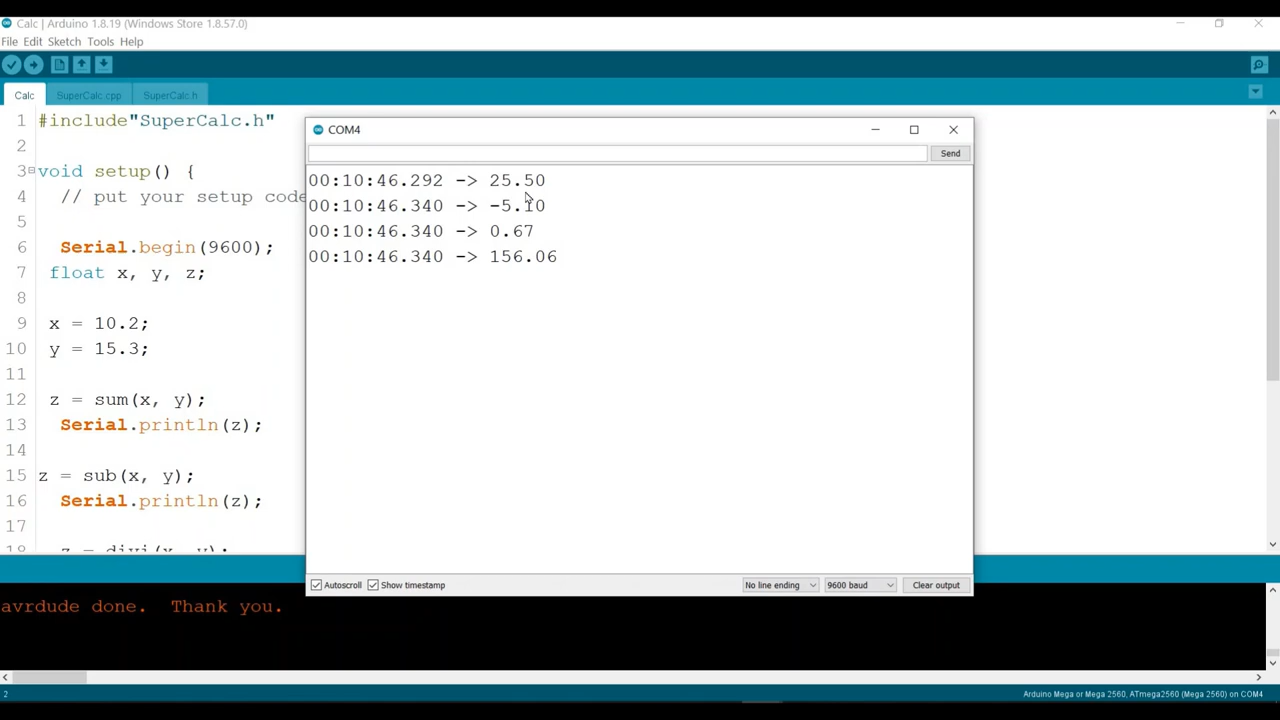 Calc | Arduino 1.8.19 (Windows Store 1.8.57.0)
File Edit Sketch Tools Help
Calc SuperCalc.cpp SuperCalc.h
1 #include"SuperCalc.h"
2
3 void setup() {
4 // put your setup code
5
6 Serial.begin(9600);
7 float x, y, z;
8
9 x = 10.2;
10 y = 15.3;
11
12 z = sum(x, y);
13 Serial.println(z);
14
15 z = sub(x, y);
16 Serial.println(z);
17
18 z = divi(x, y);
COM4
Send
00:10:46.292 -> 25.50
00:10:46.340 -> -5.10
00:10:46.340 -> 0.67
00:10:46.340 -> 156.06
Autoscroll Show timestamp No line ending 9600 baud Clear output
avrdude done. Thank you.
2 Arduino Mega or Mega 2560, ATmega2560 (Mega 2560) on COM4